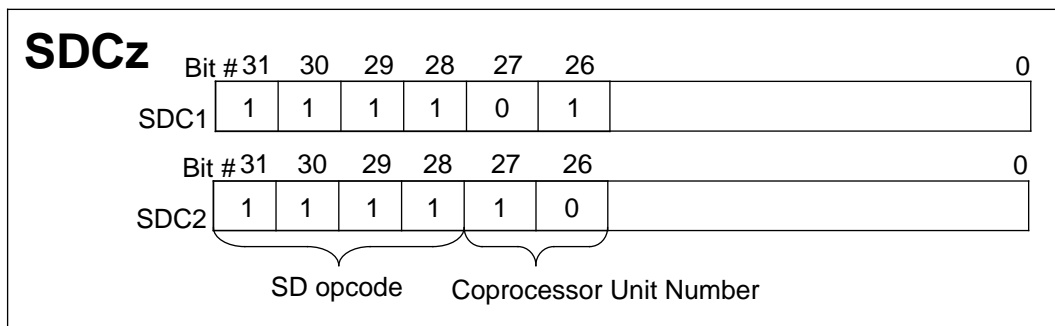 SDCz
Bit # 31 30 29 28 27 26 0
SDC1 1 1 1 1 0 1
Bit # 31 30 29 28 27 26 0
SDC2 1 1 1 1 1 0
SD opcode Coprocessor Unit Number